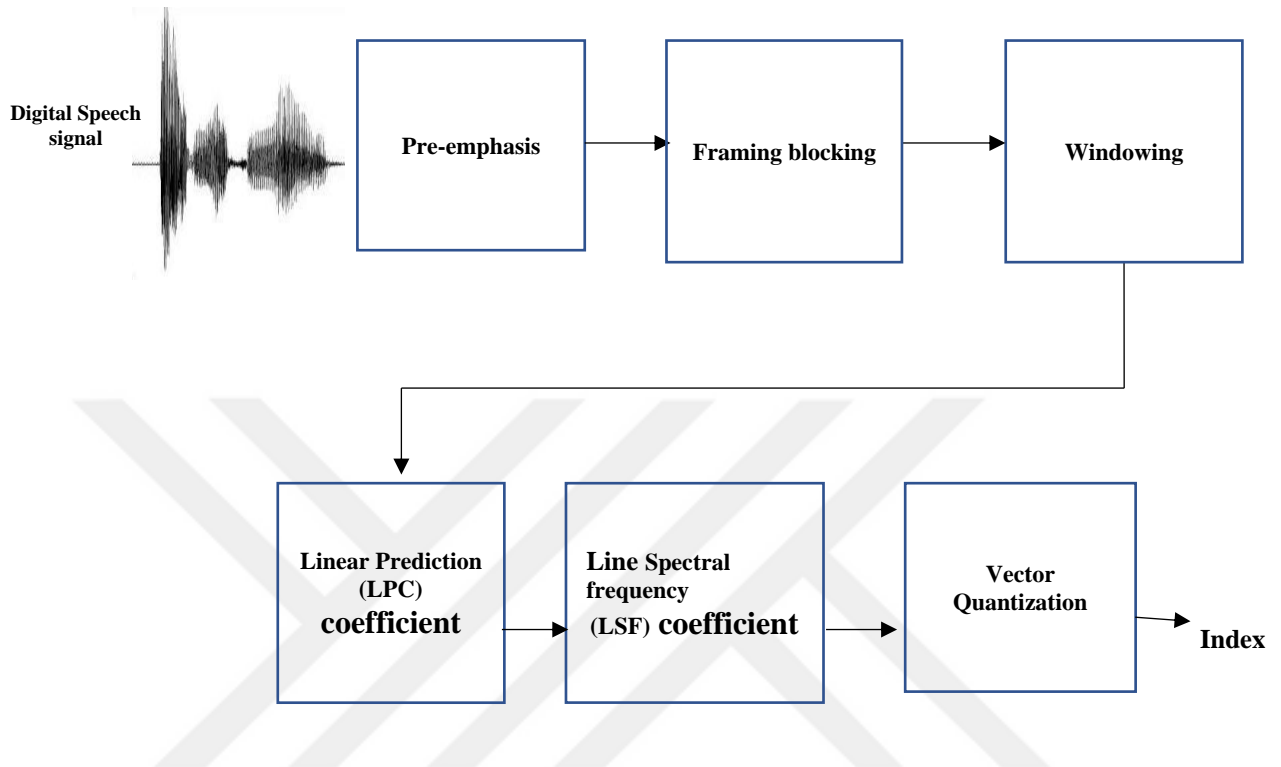 Digital Speech
signal
Pre-emphasis
Framing blocking
Windowing
Linear Prediction
(LPC)
coefficient
Line Spectral
frequency
(LSF) coefficient
Vector
Quantization
Index